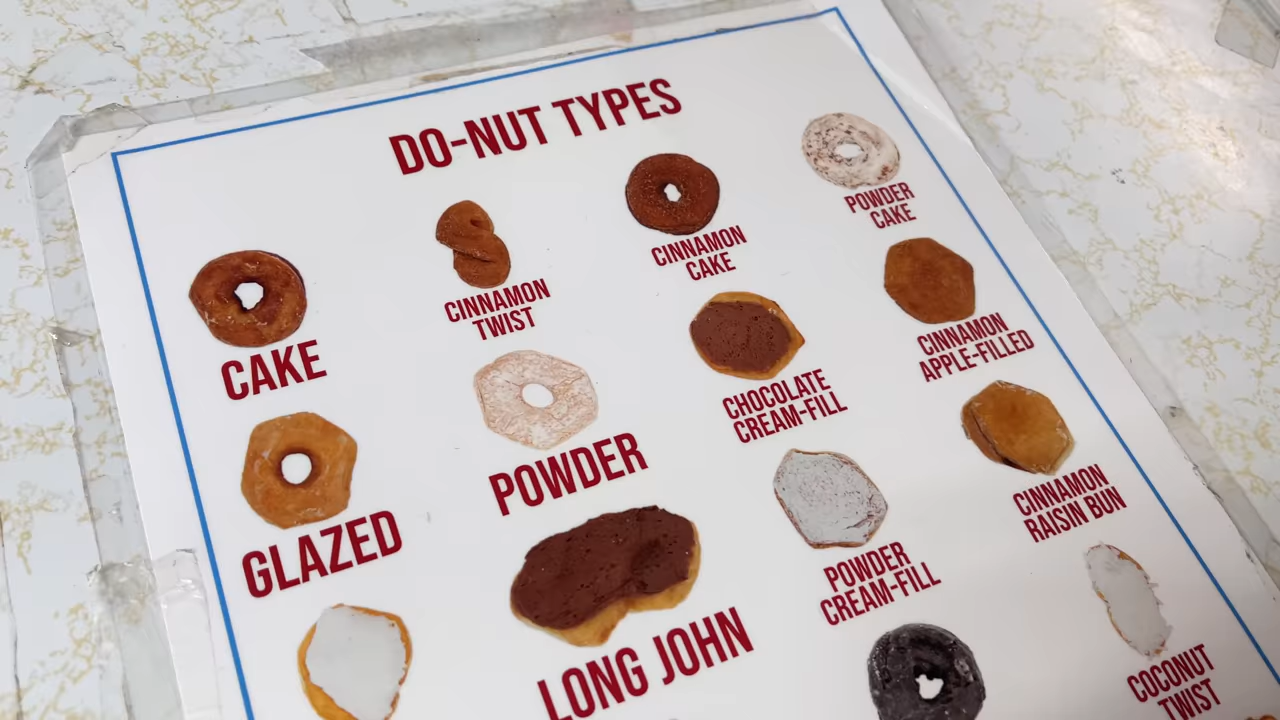 DO-NUT TYPES
CAKE
CINNAMON
TWIST
CINNAMON
CAKE
POWDER
CAKE
GLAZED
POWDER
CHOCOLATE
CREAM-FILL
CINNAMON
APPLE-FILLED
LONG JOHN
POWDER
CREAM-FILL
CINNAMON
RAISIN BUN
COCONUT
TWIST